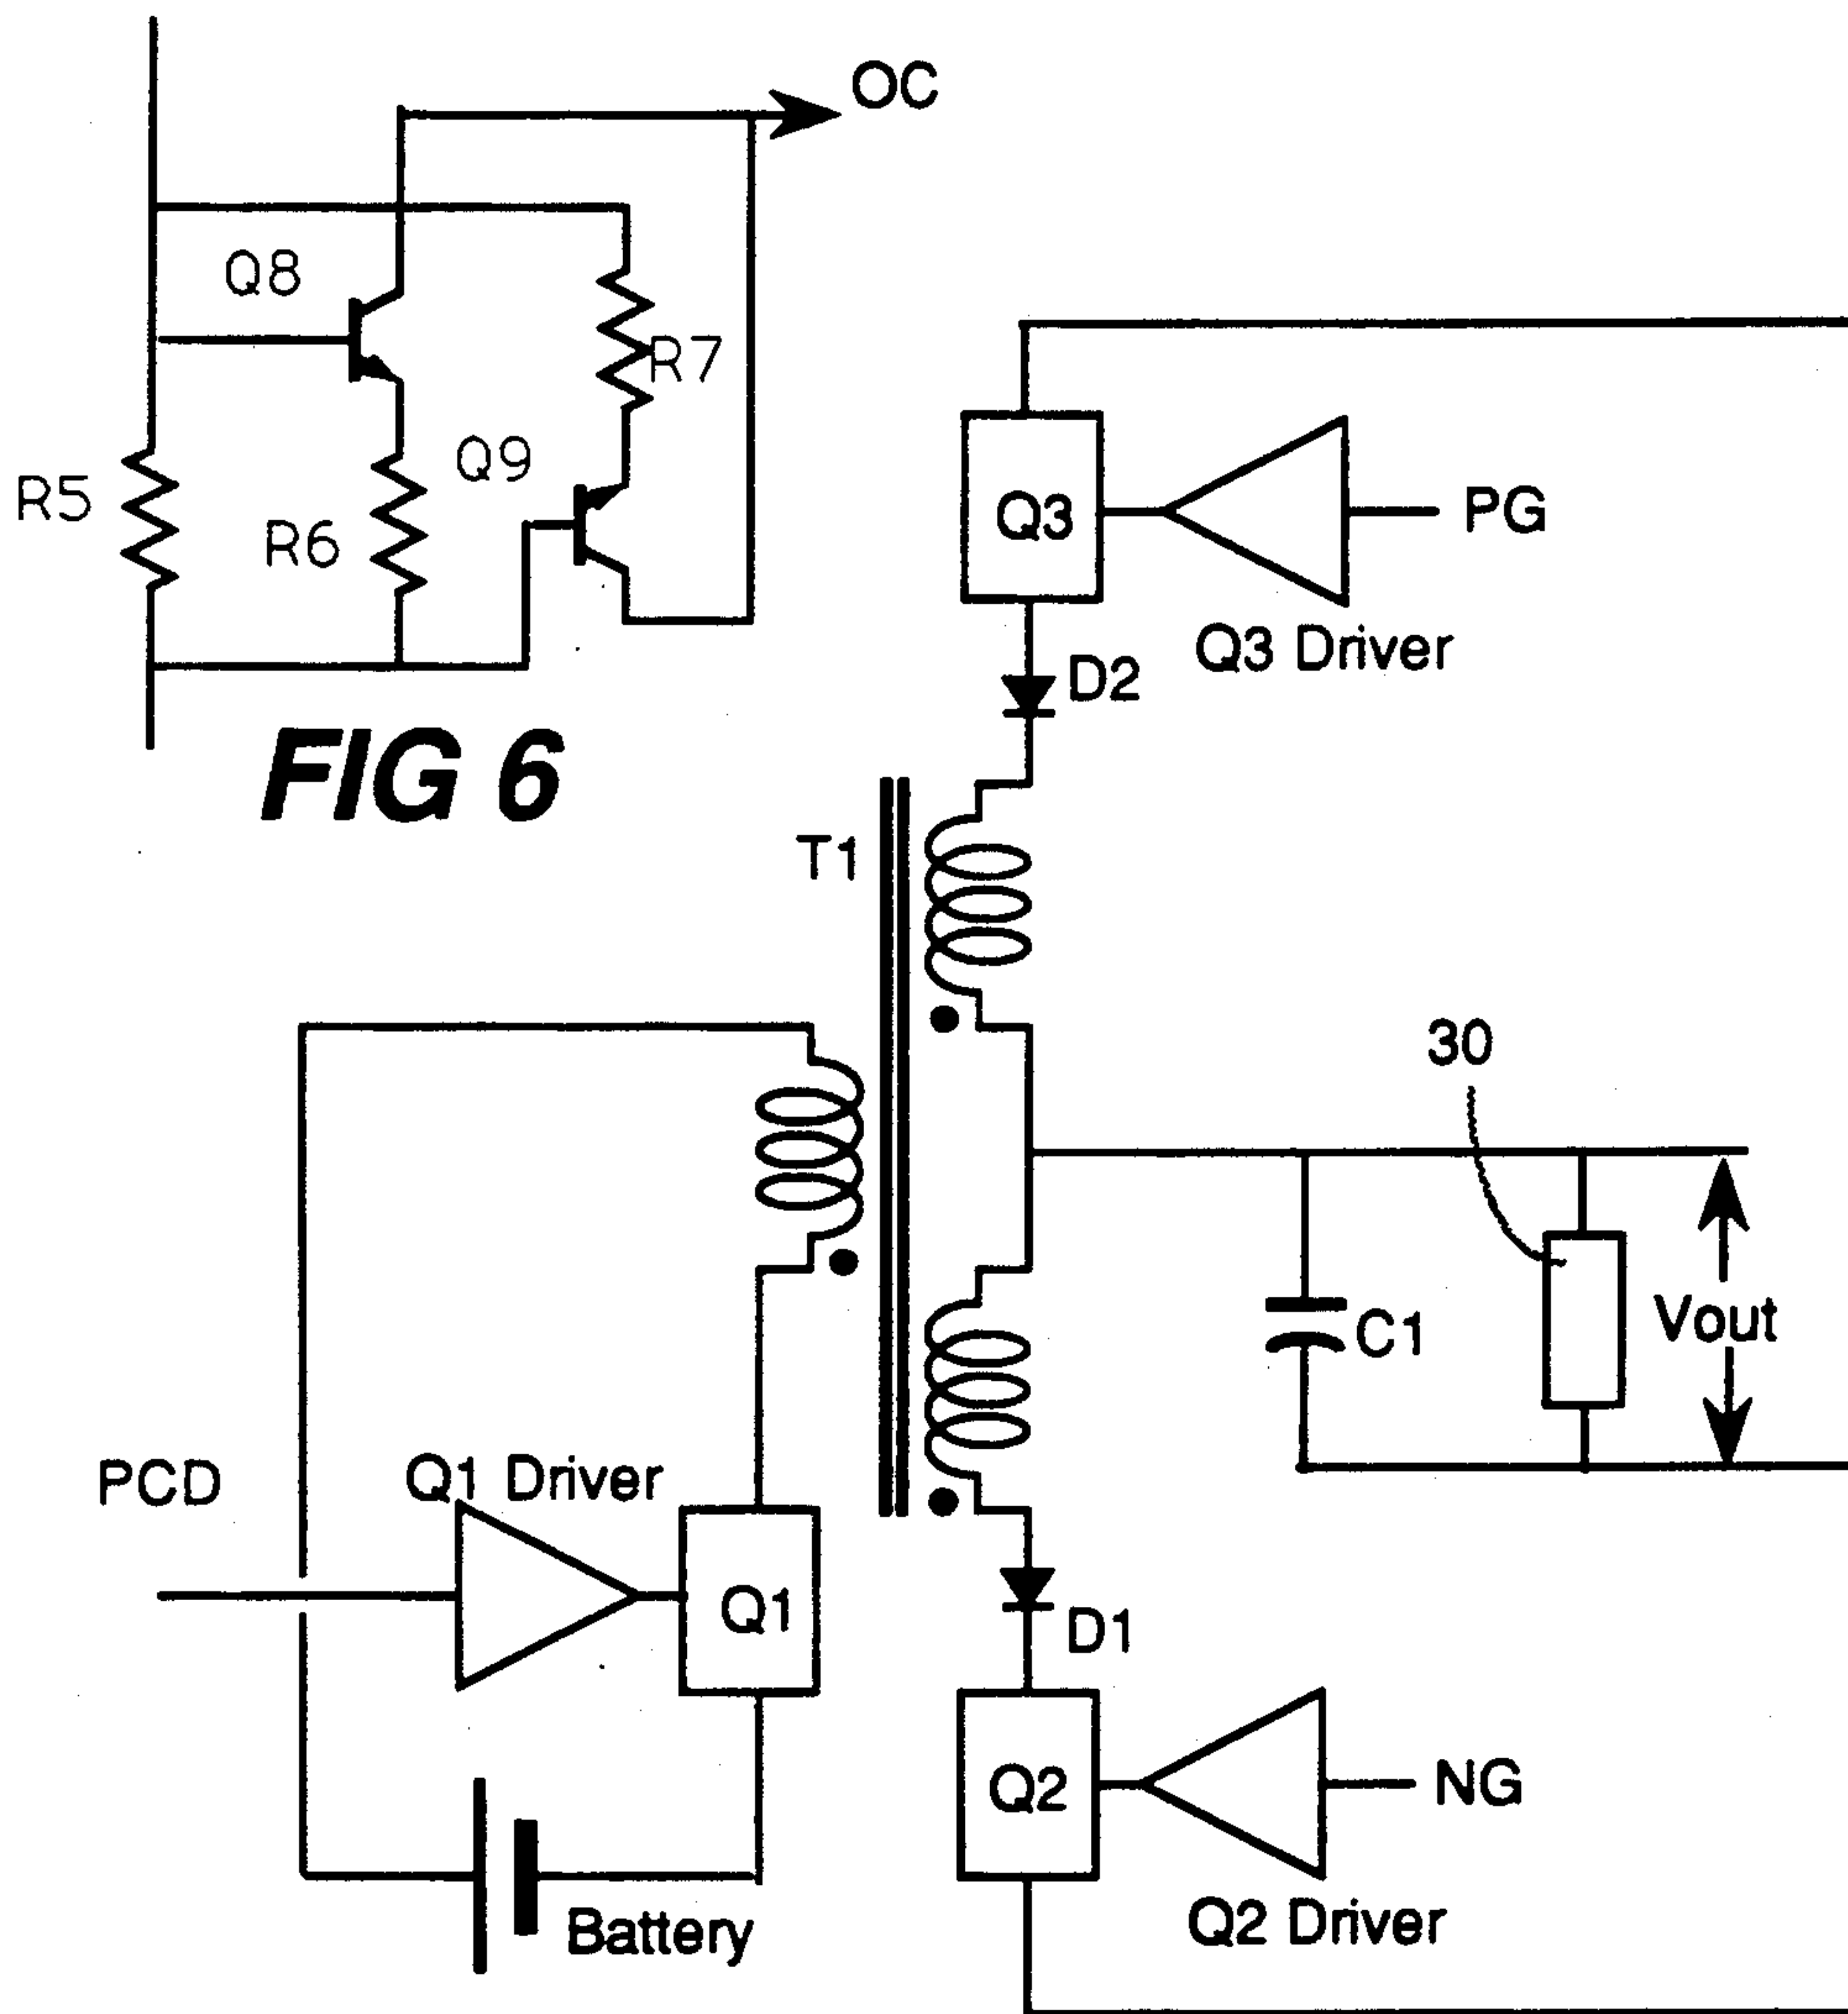 OC
Q8
R7
Q9
R5
R6
Q3
PG
Q3 Driver
D2
FIG 6
T1
30
Vout
C1
PCD
Q1 Driver
Q1
D1
Q2
NG
Q2 Driver
Battery